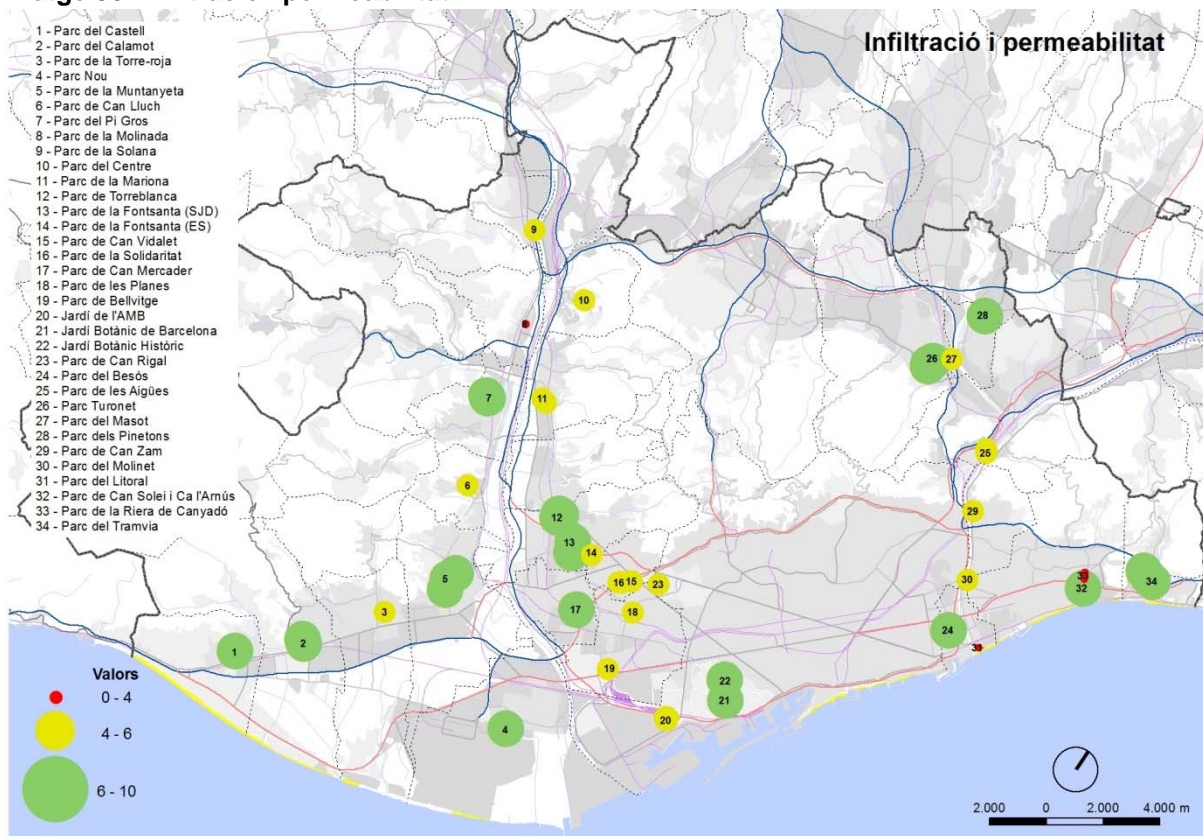 Infiltració i permeabilitat
1 - Parc del Castell
2 - Parc del Calamot
3 - Parc de la Torre-roja
4 - Parc Nou
5 - Parc de la Muntanyeta
6 - Parc de Can Lluch
7 - Parc del Pi Gros
8 - Parc de la Molinada
9 - Parc de la Solana
10 - Parc del Centre
11 - Parc de la Mariona
12 - Parc de Torreblanca
13 - Parc de la Fontsanta (SJD)
14 - Parc de la Fontsanta (ES)
15 - Parc de Can Vidalet
16 - Parc de la Solidaritat
17 - Parc de Can Mercader
18 - Parc de les Planes
19 - Parc de Bellvitge
20 - Jardí de l'AMB
21 - Jardí Botànic de Barcelona
22 - Jardí Botànic Històric
23 - Parc de Can Rigal
24 - Parc del Besòs
25 - Parc de les Aigües
26 - Parc Turonet
27 - Parc del Masot
28 - Parc dels Pinetons
29 - Parc de Can Zam
30 - Parc del Molinet
31 - Parc del Litoral
32 - Parc de Can Solei i Ca l'Arnús
33 - Parc de la Riera de Canyadó
34 - Parc del Tramvia
9
10
8
7
11
6
12
13
14
5
16
15
23
3
17
18
1
2
19
4
20
22
21
28
26
27
25
29
30
33
32
34
24
31
Valors
0 - 4
4 - 6
6 - 10
2.000
0
2.000
4.000 m